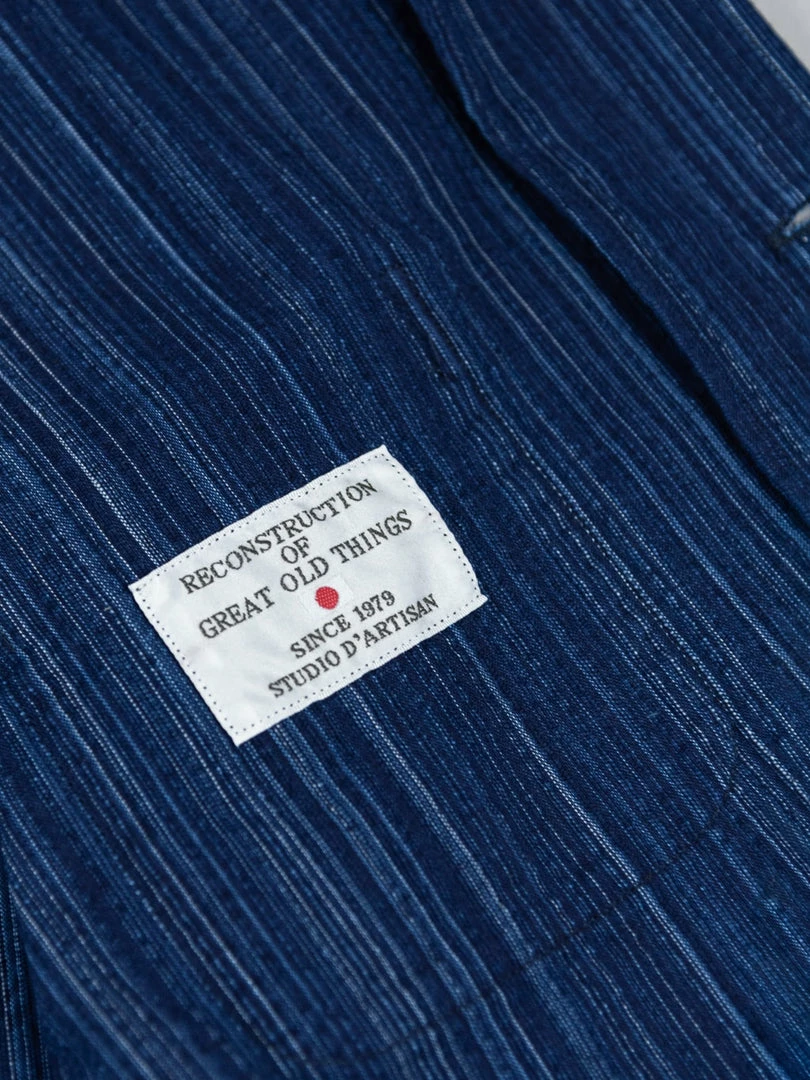 RECONSTRUCTION
OF
GREAT OLD THINGS
SINCE 1979
STUDIO D'ARTISAN